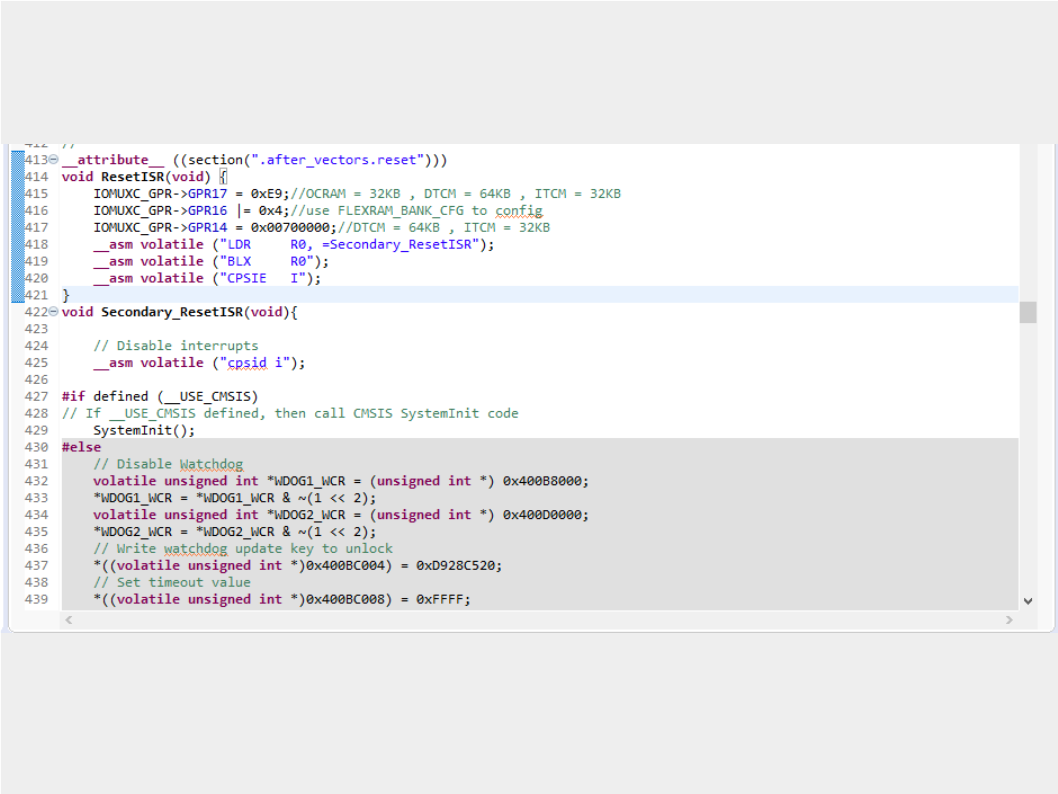 412 //
413 __attribute__ ((section(".after_vectors.reset")))
414 void ResetISR(void) {
415     IOMUXC_GPR->GPR17 = 0xE9;//OCRAM = 32KB , DTCM = 64KB , ITCM = 32KB
416     IOMUXC_GPR->GPR16 |= 0x4;//use FLEXRAM_BANK_CFG to config
417     IOMUXC_GPR->GPR14 = 0x00700000;//DTCM = 64KB , ITCM = 32KB
418     __asm volatile ("LDR     R0, =Secondary_ResetISR");
419     __asm volatile ("BLX     R0");
420     __asm volatile ("CPSIE   I");
421 }
422 void Secondary_ResetISR(void){
423
424     // Disable interrupts
425     __asm volatile ("cpsid i");
426
427 #if defined (__USE_CMSIS)
428 // If __USE_CMSIS defined, then call CMSIS SystemInit code
429     SystemInit();
430 #else
431     // Disable Watchdog
432     volatile unsigned int *WDOG1_WCR = (unsigned int *) 0x400B8000;
433     *WDOG1_WCR = *WDOG1_WCR & ~(1 << 2);
434     volatile unsigned int *WDOG2_WCR = (unsigned int *) 0x400D0000;
435     *WDOG2_WCR = *WDOG2_WCR & ~(1 << 2);
436     // Write watchdog update key to unlock
437     *((volatile unsigned int *)0x400BC004) = 0xD928C520;
438     // Set timeout value
439     *((volatile unsigned int *)0x400BC008) = 0xFFFF;